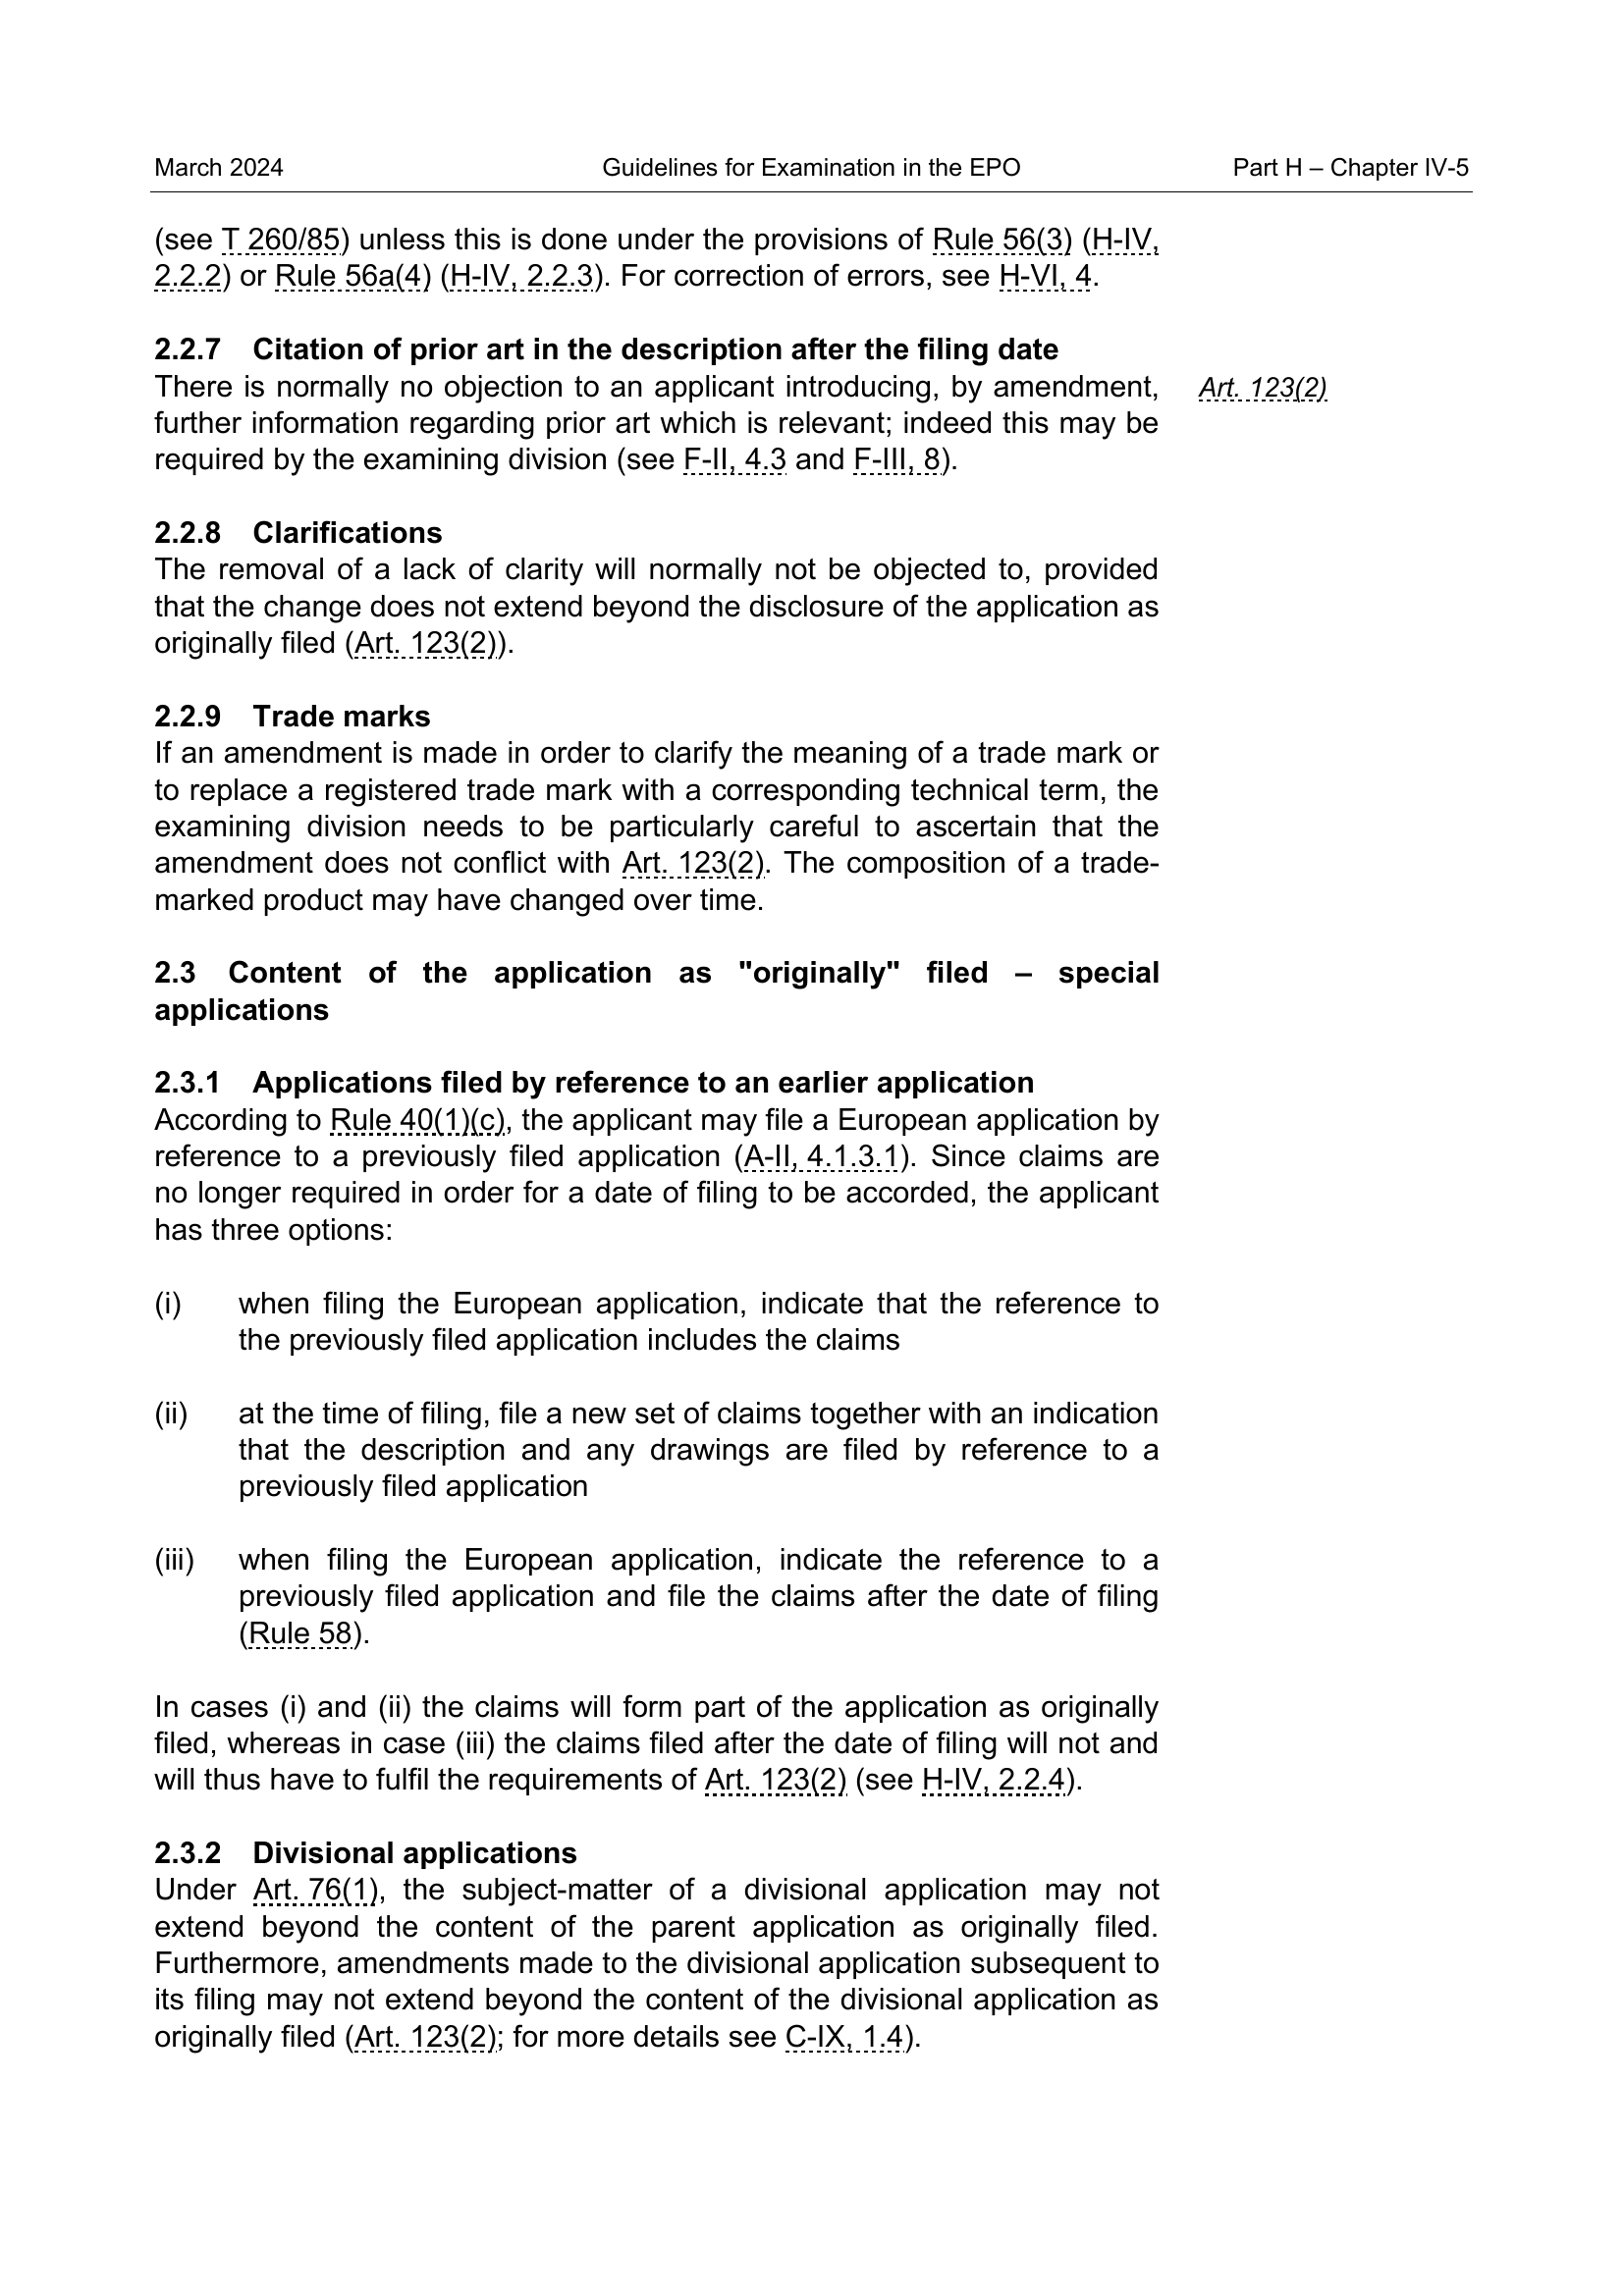 March 2024 Guidelines for Examination in the EPO Part H – Chapter IV-5
(see T 260/85) unless this is done under the provisions of Rule 56(3) (H-IV,
2.2.2) or Rule 56a(4) (H-IV, 2.2.3). For correction of errors, see H-VI, 4.
2.2.7 Citation of prior art in the description after the filing date
There is normally no objection to an applicant introducing, by amendment, Art. 123(2)
further information regarding prior art which is relevant; indeed this may be
required by the examining division (see F-II, 4.3 and F-III, 8).
2.2.8 Clarifications
The removal of a lack of clarity will normally not be objected to, provided
that the change does not extend beyond the disclosure of the application as
originally filed (Art. 123(2)).
2.2.9 Trade marks
If an amendment is made in order to clarify the meaning of a trade mark or
to replace a registered trade mark with a corresponding technical term, the
examining division needs to be particularly careful to ascertain that the
amendment does not conflict with Art. 123(2). The composition of a trade-
marked product may have changed over time.
2.3 Content of the application as "originally" filed – special
applications
2.3.1 Applications filed by reference to an earlier application
According to Rule 40(1)(c), the applicant may file a European application by
reference to a previously filed application (A-II, 4.1.3.1). Since claims are
no longer required in order for a date of filing to be accorded, the applicant
has three options:
(i) when filing the European application, indicate that the reference to
the previously filed application includes the claims
(ii) at the time of filing, file a new set of claims together with an indication
that the description and any drawings are filed by reference to a
previously filed application
(iii) when filing the European application, indicate the reference to a
previously filed application and file the claims after the date of filing
(Rule 58).
In cases (i) and (ii) the claims will form part of the application as originally
filed, whereas in case (iii) the claims filed after the date of filing will not and
will thus have to fulfil the requirements of Art. 123(2) (see H-IV, 2.2.4).
2.3.2 Divisional applications
Under Art. 76(1), the subject-matter of a divisional application may not
extend beyond the content of the parent application as originally filed.
Furthermore, amendments made to the divisional application subsequent to
its filing may not extend beyond the content of the divisional application as
originally filed (Art. 123(2); for more details see C-IX, 1.4).